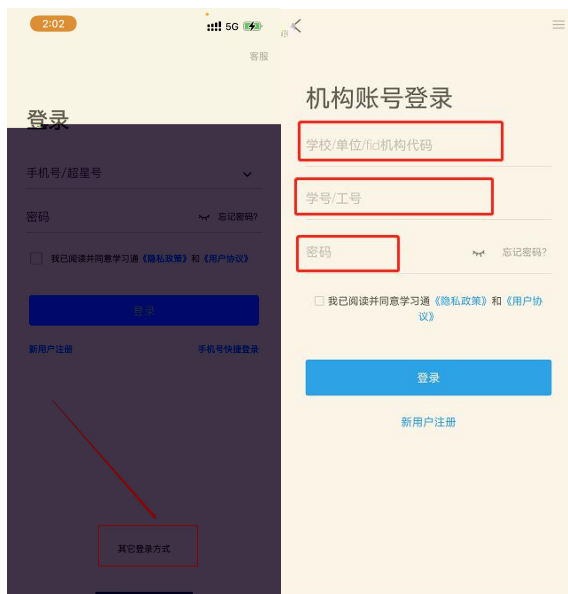 2:02
5G
客服
登录
手机号/超星号
密码
忘记密码?
我已阅读并同意学习通《隐私政策》和《用户协议》
登录
新用户注册
手机号快捷登录
其它登录方式
机构账号登录
学校/单位/fid机构代码
学号/工号
密码
忘记密码?
我已阅读并同意学习通《隐私政策》和《用户协
议》
登录
新用户注册